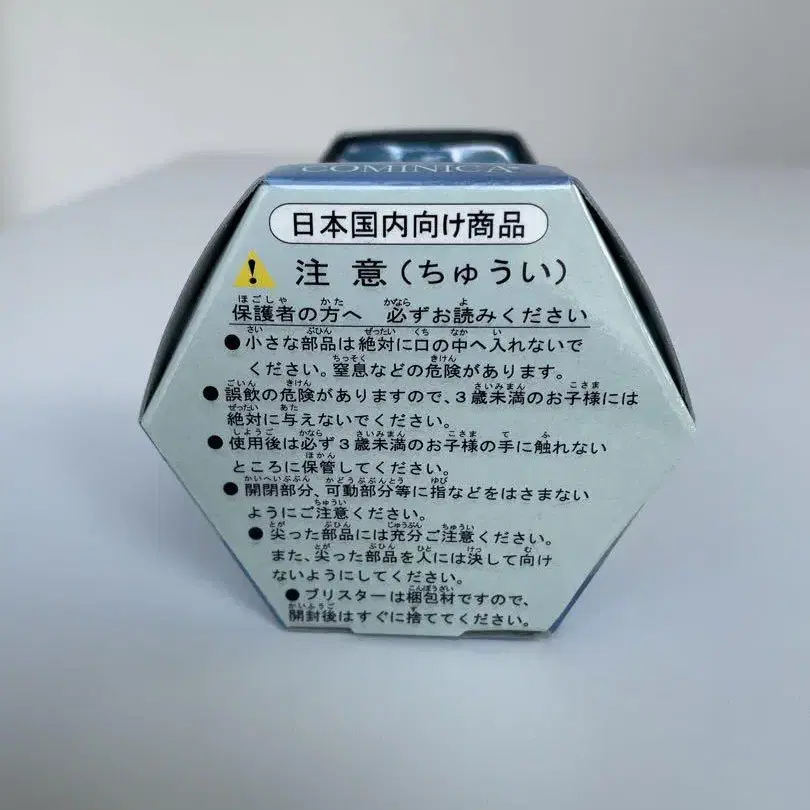 COMINICA
日本国内向け商品
注意(ちゅうい)
ほごしゃ かた かなら よ
保護者の方へ 必ずお読みください
さい ぶひん ぜったい くち なか い
●小さな部品は絶対に口の中へ入れないで
ちっそく きけん
ください。窒息などの危険があります。
ごいん きけん さいみまん こさま
●誤飲の危険がありますので、3歳未満のお子様には
ぜったい あた
絶対に与えないでください。
しようご かなら さいみまん こさま て ふ
●使用後は必ず3歳未満のお子様の手に触れない
ほかん
ところに保管してください。
かいへいぶぶん かどうぶぶんとう ゆび
●開閉部分、可動部分等に指などをはさまない
ちゅうい
ようにご注意ください。
とが ぶひん じゅうぶん ちゅうい
●尖った部品には充分ご注意ください。
とが ぶひん ひと けっ む
また、尖った部品を人には決して向け
ないようにしてください。
こんぽうざい
●ブリスターは梱包材ですので、
かいふうご す
開封後はすぐに捨ててください。